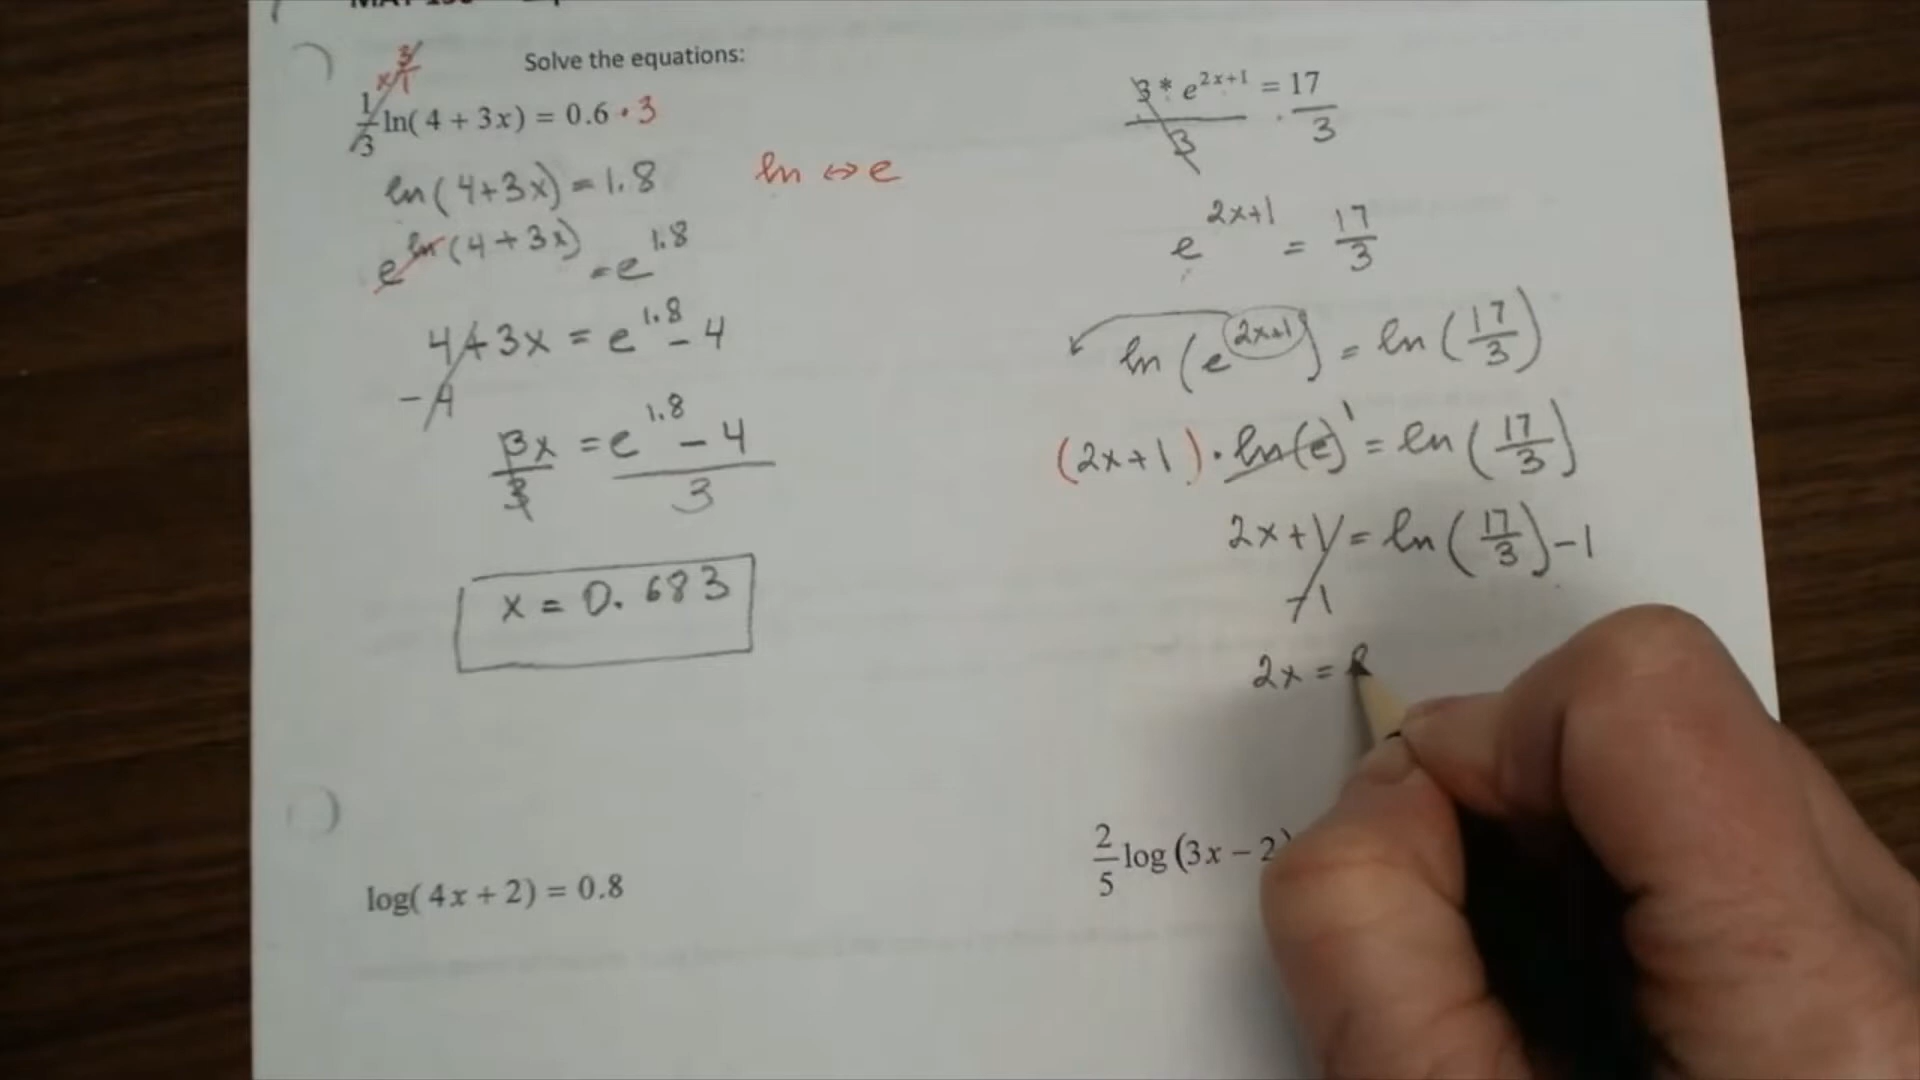 Solve the equations:
x 3/1
1/3 ln( 4 + 3x) = 0.6 · 3
ln(4+3x) = 1.8
ln ↔ e
e^ln(4+3x) = e^1.8
4+3x = e^1.8 - 4
-4
3x = e^1.8 - 4
3 3
x = 0.683
log( 4x + 2) = 0.8
3 * e^2x+1 = 17
3 3
e^2x+1 = 17/3
ln(e^2x+1) = ln(17/3)
(2x+1) · ln(e)^1 = ln(17/3)
2x+1 = ln(17/3) - 1
-1
2x =
2/5 log (3x − 2)